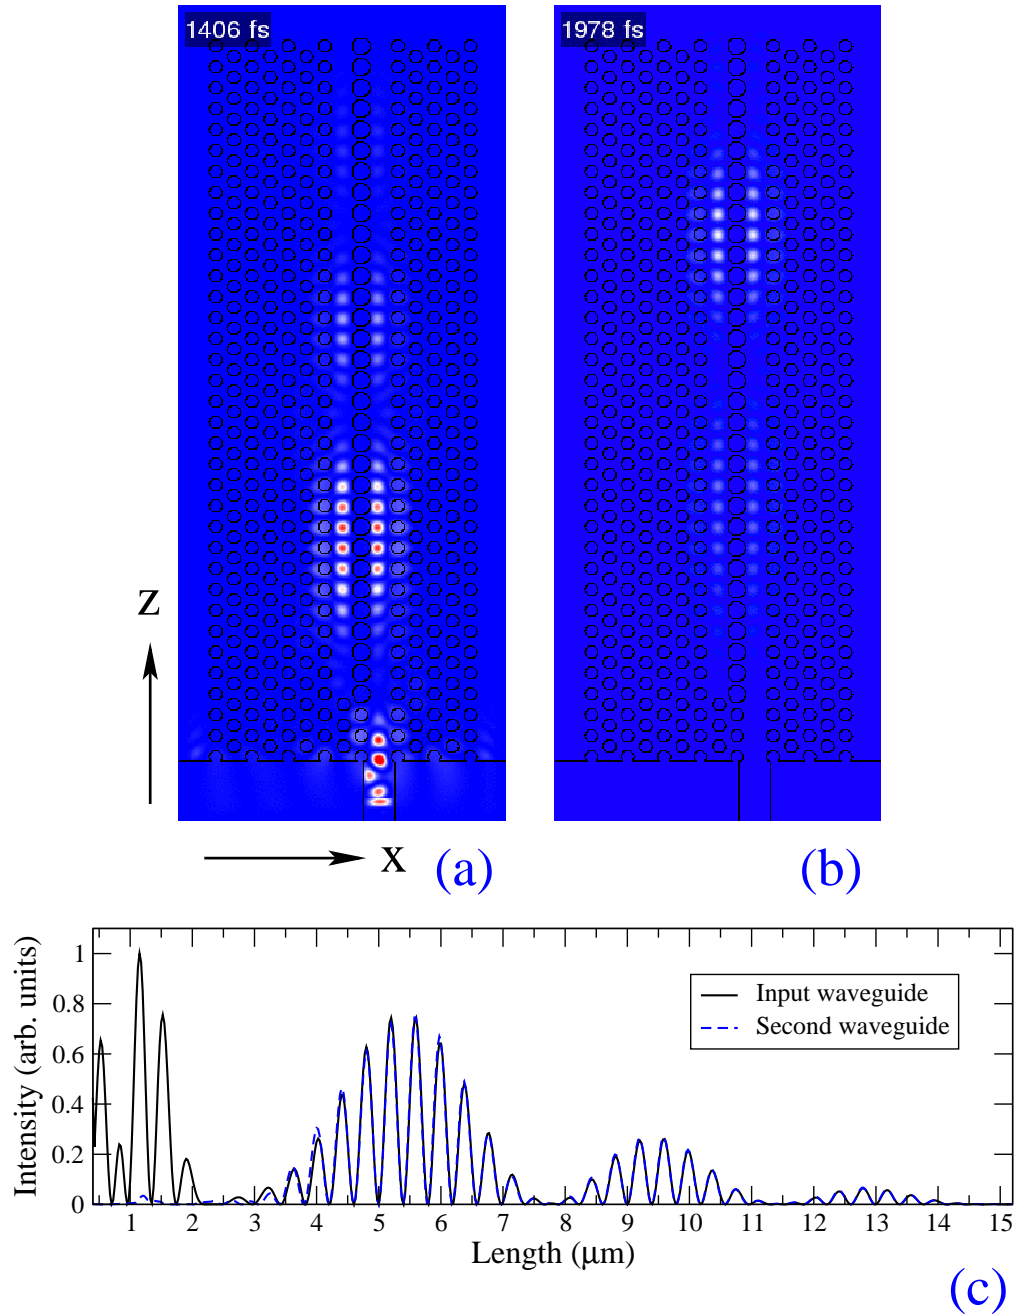 1406 fs
1978 fs
Z
X
(a)
(b)
Intensity (arb. units)
1
0.8
0.6
0.4
0.2
0
Input waveguide
Second waveguide
1 2 3 4 5 6 7 8 9 10 11 12 13 14 15
Length (μm)
(c)